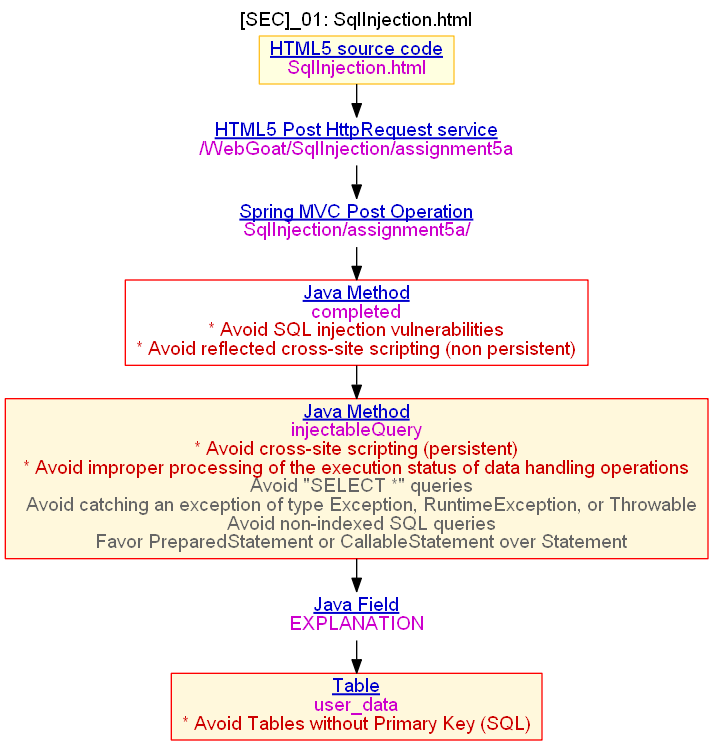 [SEC]_01: SqlInjection.html
HTML5 source code
SqlInjection.html
HTML5 Post HttpRequest service
/WebGoat/SqlInjection/assignment5a
Spring MVC Post Operation
SqlInjection/assignment5a/
Java Method
completed
* Avoid SQL injection vulnerabilities
* Avoid reflected cross-site scripting (non persistent)
Java Method
injectableQuery
* Avoid cross-site scripting (persistent)
* Avoid improper processing of the execution status of data handling operations
Avoid "SELECT *" queries
Avoid catching an exception of type Exception, RuntimeException, or Throwable
Avoid non-indexed SQL queries
Favor PreparedStatement or CallableStatement over Statement
Java Field
EXPLANATION
Table
user_data
* Avoid Tables without Primary Key (SQL)